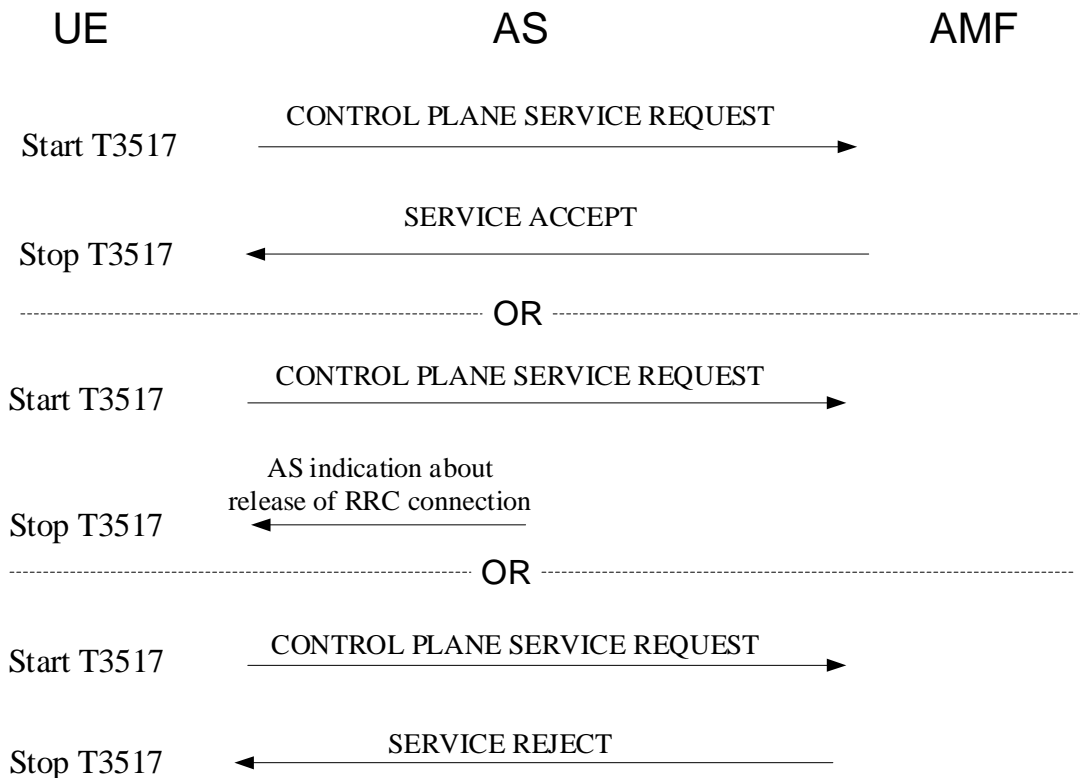 UE AS AMF
CONTROL PLANE SERVICE REQUEST
Start T3517
SERVICE ACCEPT
Stop T3517
OR
CONTROL PLANE SERVICE REQUEST
Start T3517
AS indication about
release of RRC connection
Stop T3517
OR
CONTROL PLANE SERVICE REQUEST
Start T3517
SERVICE REJECT
Stop T3517